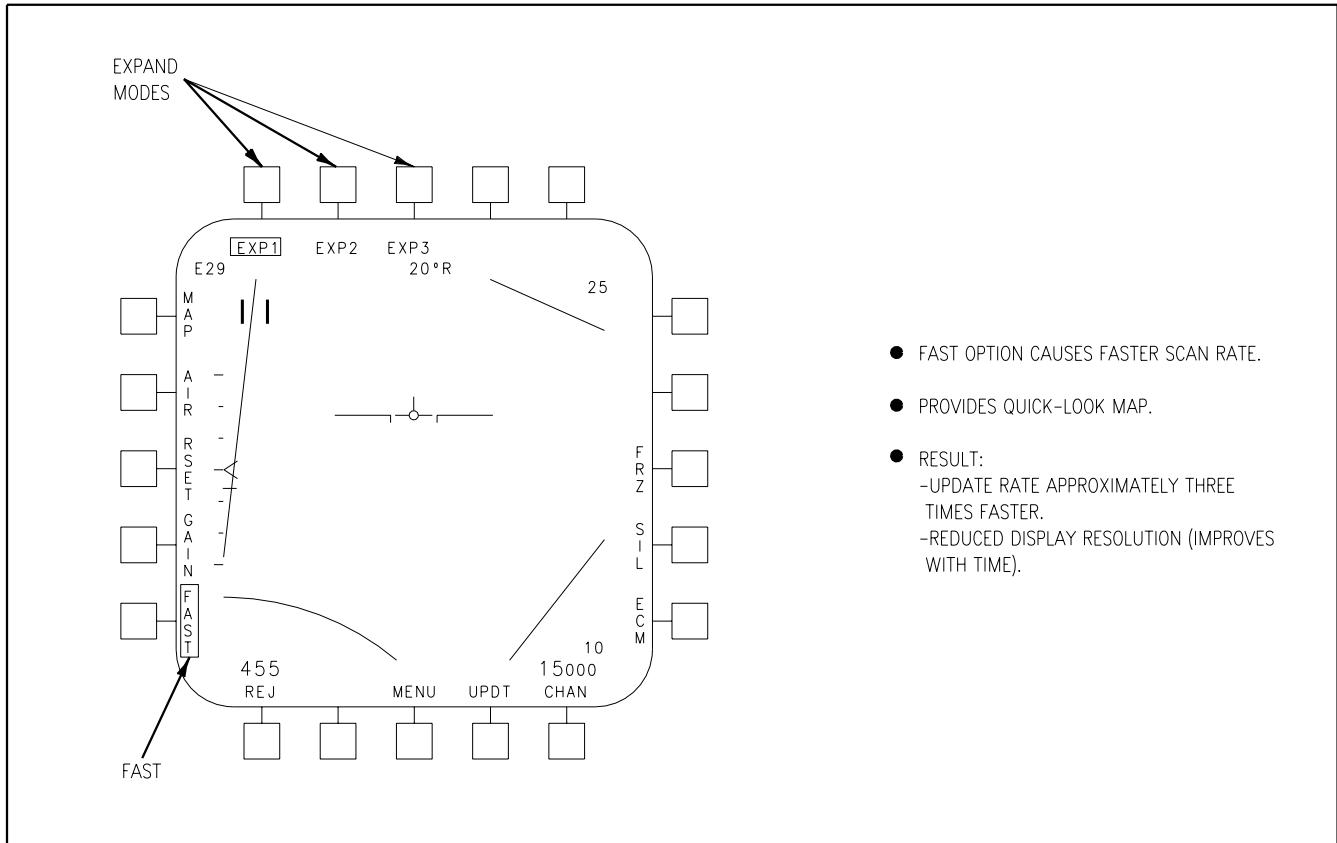 EXPAND
MODES
EXP1 EXP2 EXP3
E29 20°R
25
MAP
AIR
RSET
GAIN
FAST
FRZ
SIL
ECM
10
455 15000
REJ MENU UPDT CHAN
FAST
● FAST OPTION CAUSES FASTER SCAN RATE.
● PROVIDES QUICK-LOOK MAP.
● RESULT:
-UPDATE RATE APPROXIMATELY THREE
TIMES FASTER.
-REDUCED DISPLAY RESOLUTION (IMPROVES
WITH TIME).